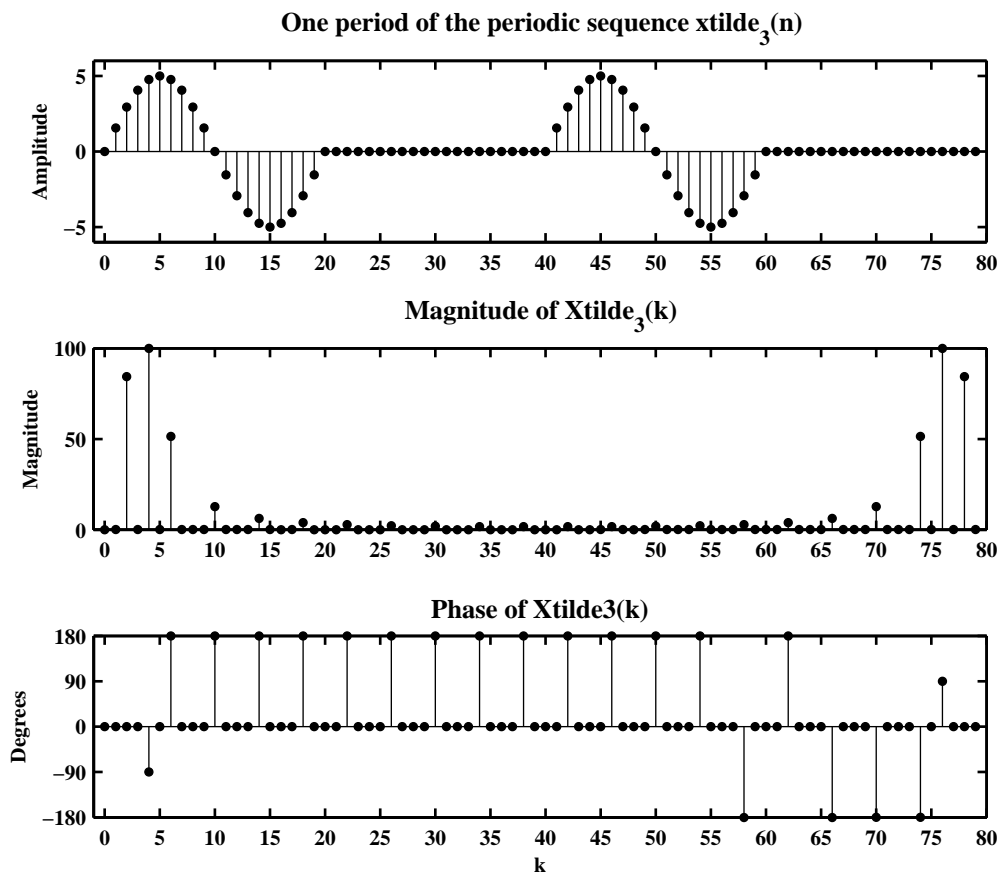 One period of the periodic sequence xtilde₃(n)
Amplitude
5
0
−5
0 5 10 15 20 25 30 35 40 45 50 55 60 65 70 75 80
Magnitude of Xtilde₃(k)
Magnitude
100
50
0
0 5 10 15 20 25 30 35 40 45 50 55 60 65 70 75 80
Phase of Xtilde3(k)
Degrees
180
90
0
−90
−180
0 5 10 15 20 25 30 35 40 45 50 55 60 65 70 75 80
k